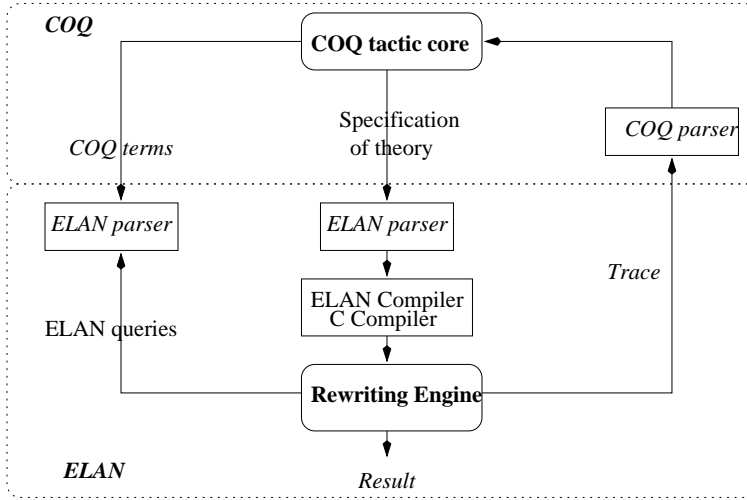 COQ
COQ tactic core
Specification
of theory
COQ terms
COQ parser
ELAN parser
ELAN parser
Trace
ELAN Compiler
C Compiler
ELAN queries
Rewriting Engine
ELAN
Result